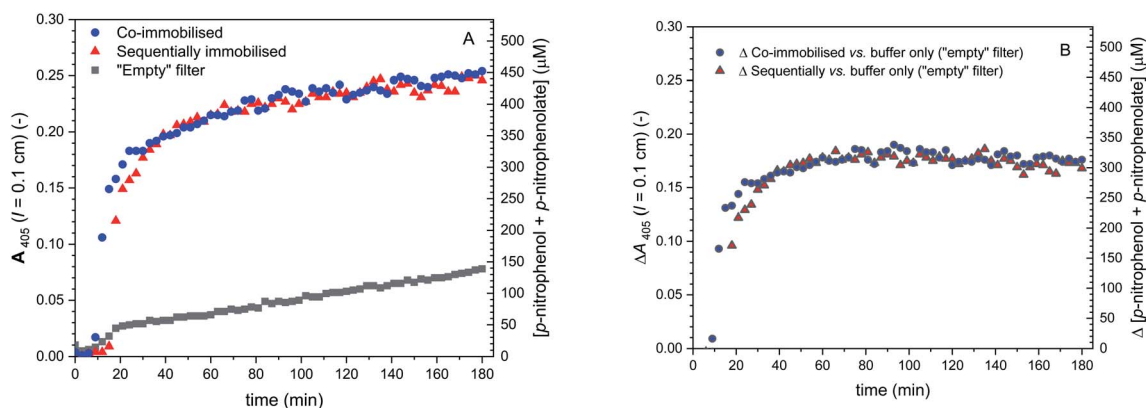 0.30
0.25
0.20
0.15
0.10
0.05
0.00
A405 (l = 0.1 cm) (-)
Co-immobilised
Sequentially immobilised
"Empty" filter
A
500
450
400
350
300
250
200
150
100
50
0
[p-nitrophenol + p-nitrophenolate] (µM)
0 20 40 60 80 100 120 140 160 180
time (min)
0.30
0.25
0.20
0.15
0.10
0.05
0.00
ΔA405 (l = 0.1 cm) (-)
Δ Co-immobilised vs. buffer only ("empty" filter)
Δ Sequentially vs. buffer only ("empty" filter)
B
500
450
400
350
300
250
200
150
100
50
0
Δ [p-nitrophenol + p-nitrophenolate] (µM)
0 20 40 60 80 100 120 140 160 180
time (min)